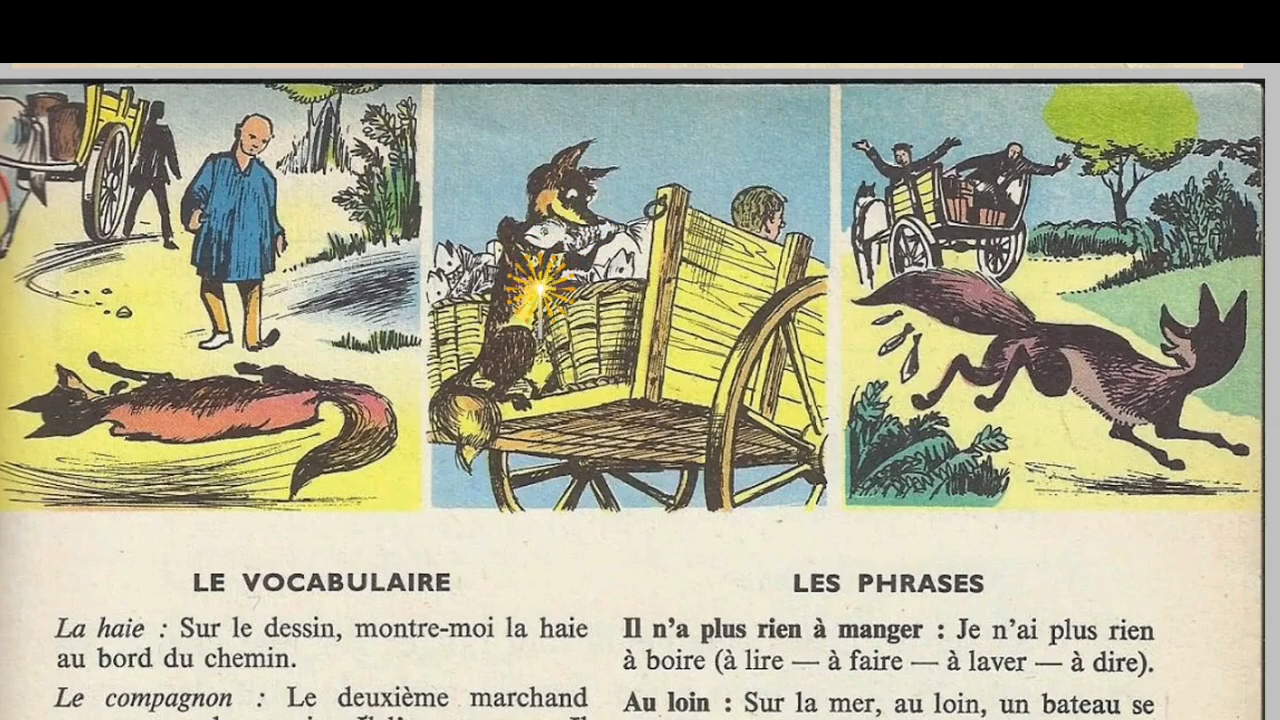 LE VOCABULAIRE
La haie : Sur le dessin, montre-moi la haie
au bord du chemin.
Le compagnon : Le deuxième marchand
LES PHRASES
Il n'a plus rien à manger : Je n'ai plus rien
à boire (à lire — à faire — à laver — à dire).
Au loin : Sur la mer, au loin, un bateau se